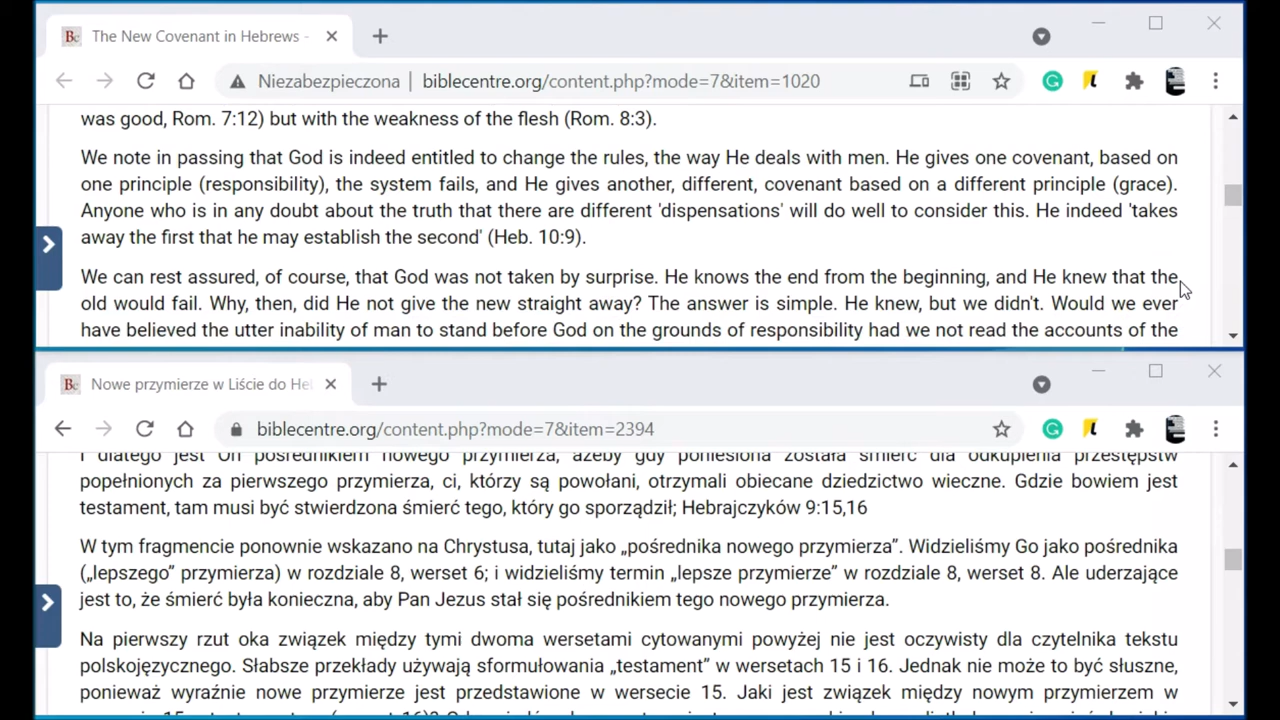 The New Covenant in Hebrews -
Niezabezpieczona | biblecentre.org/content.php?mode=7&item=1020
was good, Rom. 7:12) but with the weakness of the flesh (Rom. 8:3).
We note in passing that God is indeed entitled to change the rules, the way He deals with men. He gives one covenant, based on
one principle (responsibility), the system fails, and He gives another, different, covenant based on a different principle (grace).
Anyone who is in any doubt about the truth that there are different 'dispensations' will do well to consider this. He indeed 'takes
away the first that he may establish the second' (Heb. 10:9).
We can rest assured, of course, that God was not taken by surprise. He knows the end from the beginning, and He knew that the
old would fail. Why, then, did He not give the new straight away? The answer is simple. He knew, but we didn't. Would we ever
have believed the utter inability of man to stand before God on the grounds of responsibility had we not read the accounts of the
Nowe przymierze w Liście do He
biblecentre.org/content.php?mode=7&item=2394
I dlatego jest On pośrednikiem nowego przymierza, ażeby gdy poniesiona została śmierć dla odkupienia przestępstw
popełnionych za pierwszego przymierza, ci, którzy są powołani, otrzymali obiecane dziedzictwo wieczne. Gdzie bowiem jest
testament, tam musi być stwierdzona śmierć tego, który go sporządził; Hebrajczyków 9:15,16
W tym fragmencie ponownie wskazano na Chrystusa, tutaj jako „pośrednika nowego przymierza”. Widzieliśmy Go jako pośrednika
(„lepszego” przymierza) w rozdziale 8, werset 6; i widzieliśmy termin „lepsze przymierze” w rozdziale 8, werset 8. Ale uderzające
jest to, że śmierć była konieczna, aby Pan Jezus stał się pośrednikiem tego nowego przymierza.
Na pierwszy rzut oka związek między tymi dwoma wersetami cytowanymi powyżej nie jest oczywisty dla czytelnika tekstu
polskojęzycznego. Słabsze przekłady używają sformułowania „testament” w wersetach 15 i 16. Jednak nie może to być słuszne,
ponieważ wyraźnie nowe przymierze jest przedstawione w wersecie 15. Jaki jest związek między nowym przymierzem w